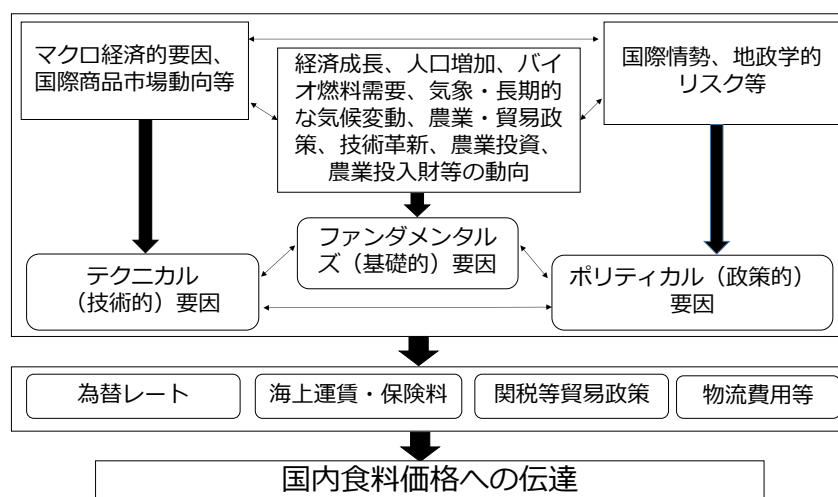 マクロ経済的要因、
国際商品市場動向等
経済成長、人口増加、バイ
オ燃料需要、気象・長期的
な気候変動、農業・貿易政
策、技術革新、農業投資、
農業投入財等の動向
国際情勢、地政学的
リスク等
ファンダメンタル
ズ（基礎的）要因
テクニカル
（技術的）要因
ポリティカル（政策的）
要因
為替レート
海上運賃・保険料
関税等貿易政策
物流費用等
国内食料価格への伝達